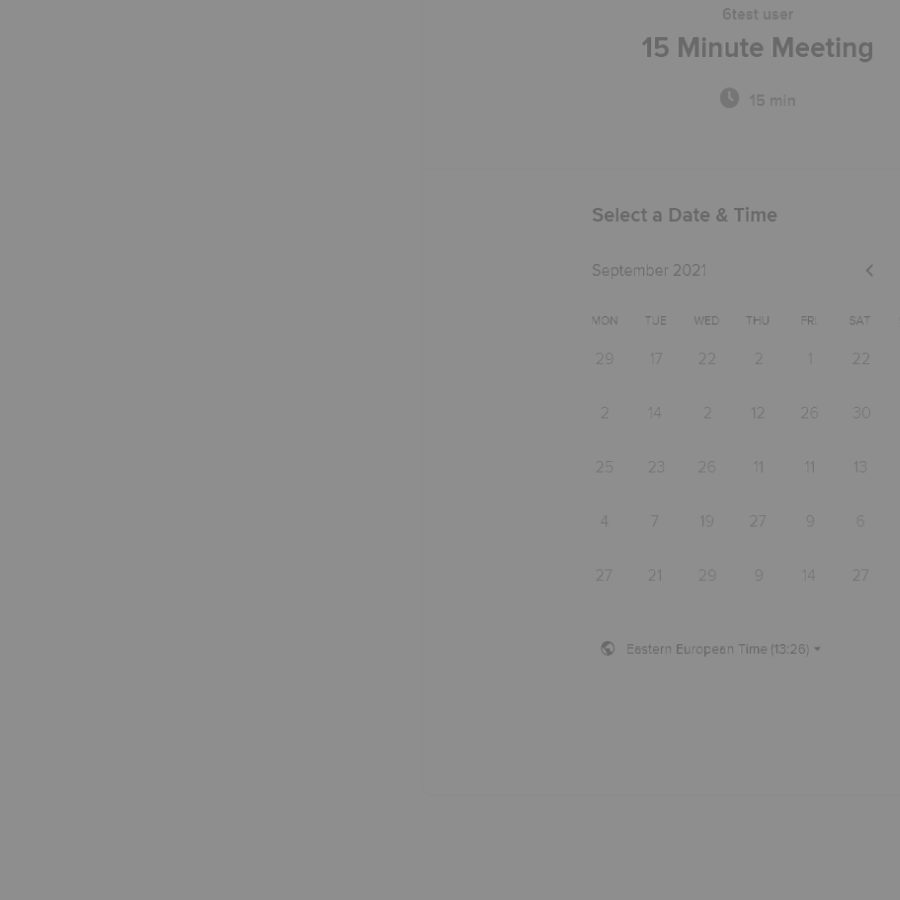 6test user
15 Minute Meeting
15 min
Select a Date & Time
September 2021
MON TUE WED THU FRI SAT
29 17 22 2 1 22
2 14 2 12 26 30
25 23 26 11 11 13
4 7 19 27 9 6
27 21 29 9 14 27
Eastern European Time (13:26)